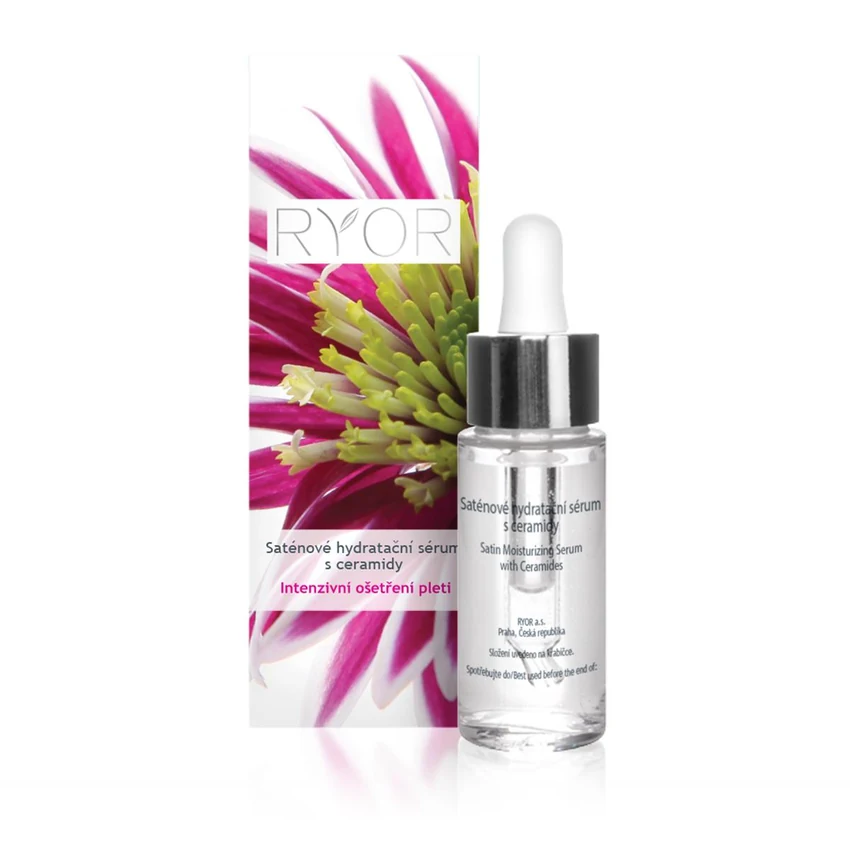 RYOR
Saténové hydratační sérum
s ceramidy
Intenzivní ošetření pleti
Saténové hydratační sérum
s ceramidy
Satin Moisturizing Serum
with Ceramides
RYOR a.s.
Praha, Česká republika
Složení uvedeno na krabičce.
Spotřebujte do/Best used before the end of: